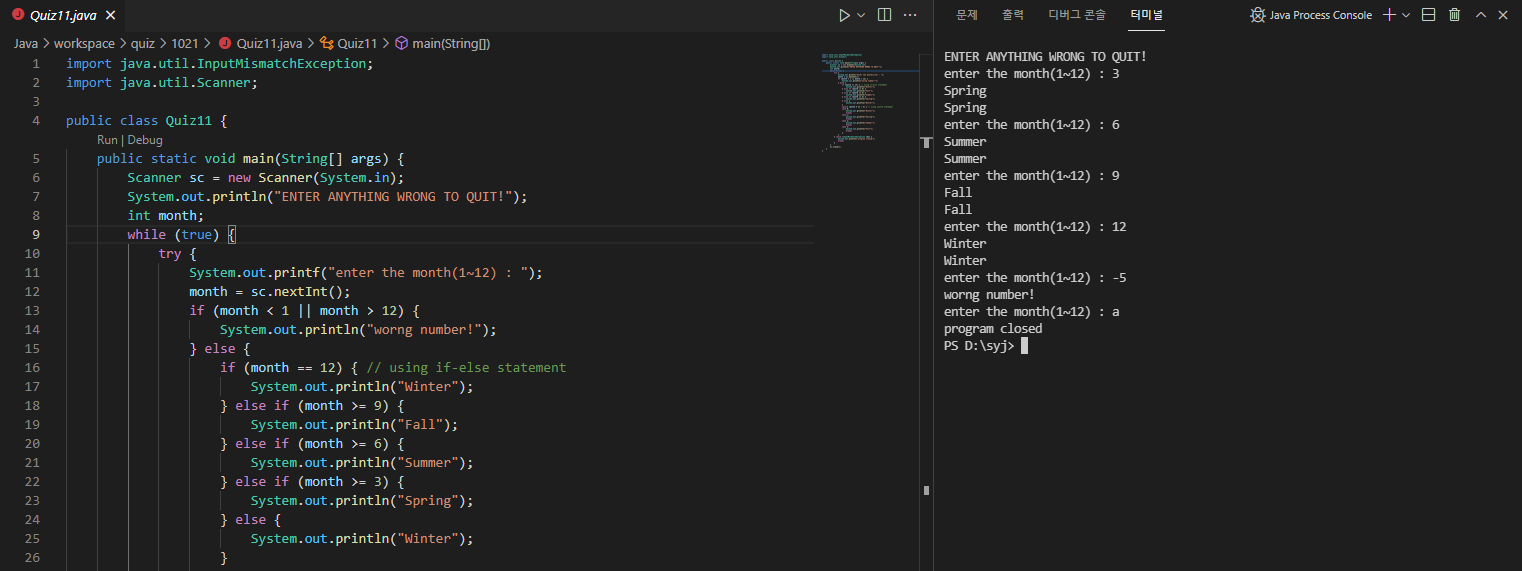 Quiz11.java
Java > workspace > quiz > 1021 > Quiz11.java > Quiz11 > main(String[])
1 import java.util.InputMismatchException;
2 import java.util.Scanner;
3
4 public class Quiz11 {
Run | Debug
5 public static void main(String[] args) {
6 Scanner sc = new Scanner(System.in);
7 System.out.println("ENTER ANYTHING WRONG TO QUIT!");
8 int month;
9 while (true) {
10 try {
11 System.out.printf("enter the month(1~12) : ");
12 month = sc.nextInt();
13 if (month < 1 || month > 12) {
14 System.out.println("worng number!");
15 } else {
16 if (month == 12) { // using if-else statement
17 System.out.println("Winter");
18 } else if (month >= 9) {
19 System.out.println("Fall");
20 } else if (month >= 6) {
21 System.out.println("Summer");
22 } else if (month >= 3) {
23 System.out.println("Spring");
24 } else {
25 System.out.println("Winter");
26 }
문제 출력 디버그 콘솔 터미널 Java Process Console
ENTER ANYTHING WRONG TO QUIT!
enter the month(1~12) : 3
Spring
Spring
enter the month(1~12) : 6
Summer
Summer
enter the month(1~12) : 9
Fall
Fall
enter the month(1~12) : 12
Winter
Winter
enter the month(1~12) : -5
worng number!
enter the month(1~12) : a
program closed
PS D:\syj>